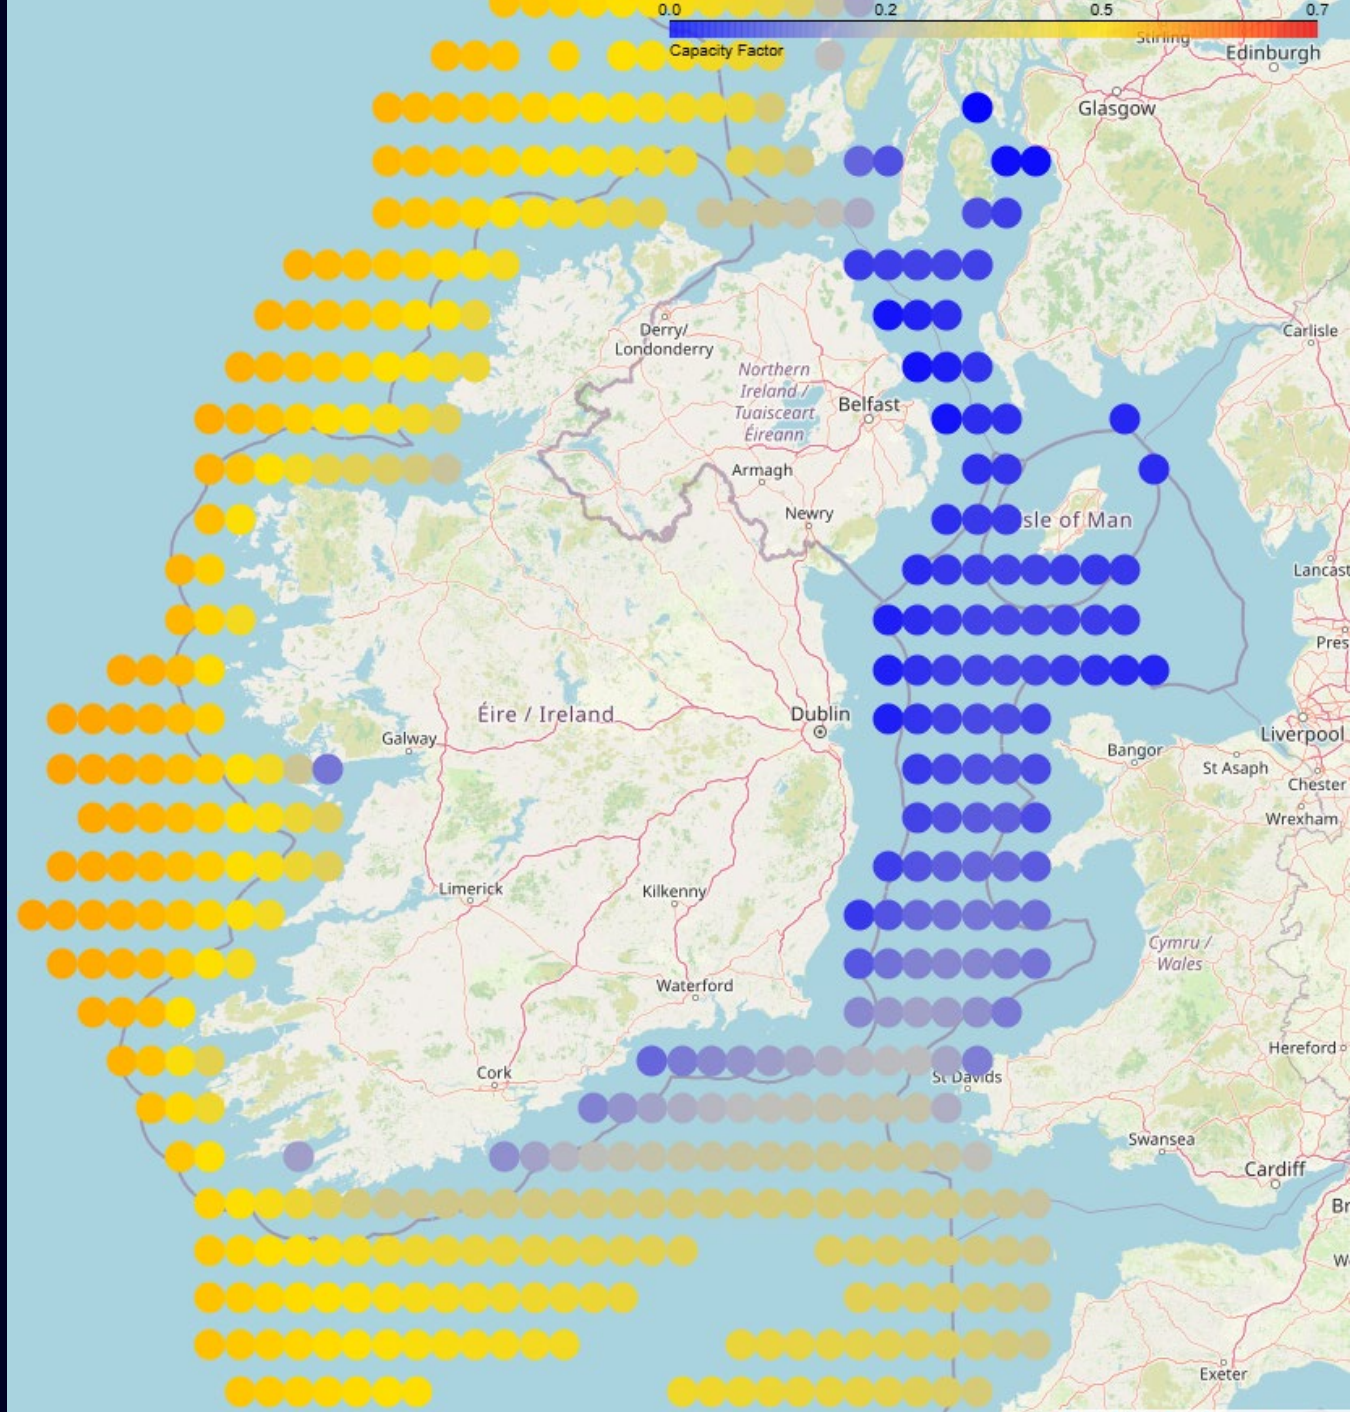 0.0 0.2 0.5 0.7
Capacity Factor
Stirling
Edinburgh
Glasgow
Carlisle
Derry/
Londonderry
Northern
Ireland /
Tuaisceart
Éireann
Belfast
Armagh
Newry
sle of Man
Lancast
Pres
Éire / Ireland
Dublin
Galway
Liverpool
Bangor
St Asaph
Chester
Wrexham
Limerick
Kilkenny
Cymru /
Wales
Waterford
Hereford
Cork
St Davids
Swansea
Cardiff
Br
W
Exeter